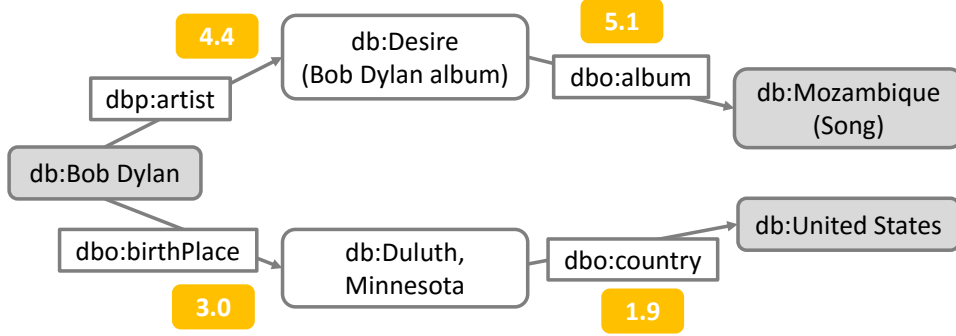 4.4
5.1
db:Desire
(Bob Dylan album)
dbp:artist
dbo:album
db:Mozambique
(Song)
db:Bob Dylan
db:United States
dbo:birthPlace
db:Duluth,
Minnesota
dbo:country
3.0
1.9